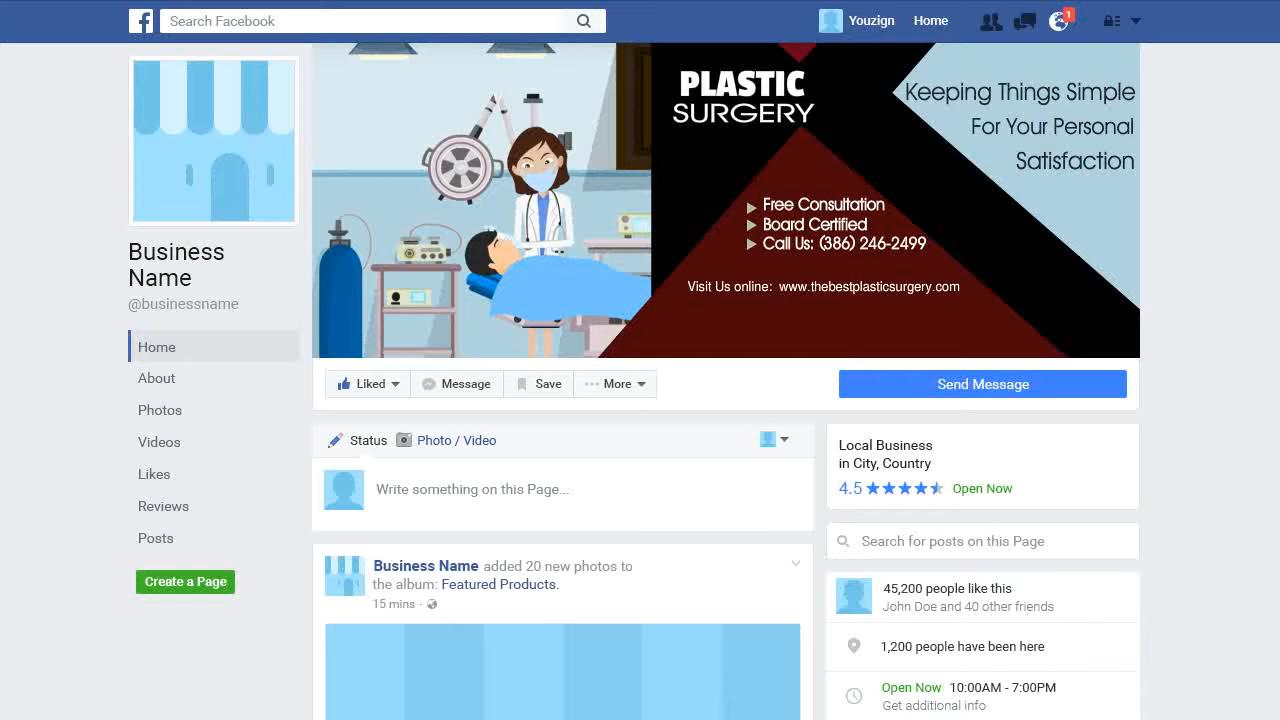 Search Facebook
Youzign
Home
1
PLASTIC
SURGERY
Keeping Things Simple
For Your Personal
Satisfaction
Free Consultation
Board Certified
Call Us: (386) 246-2499
Visit Us online: www.thebestplasticsurgery.com
Business
Name
@businessname
Home
About
Photos
Videos
Likes
Reviews
Posts
Create a Page
Liked
Message
Save
More
Send Message
Status
Photo / Video
Write something on this Page...
Business Name added 20 new photos to
the album: Featured Products.
15 mins ·
Local Business
in City, Country
4.5 ★★★★ Open Now
Search for posts on this Page
45,200 people like this
John Doe and 40 other friends
1,200 people have been here
Open Now 10:00AM - 7:00PM
Get additional info